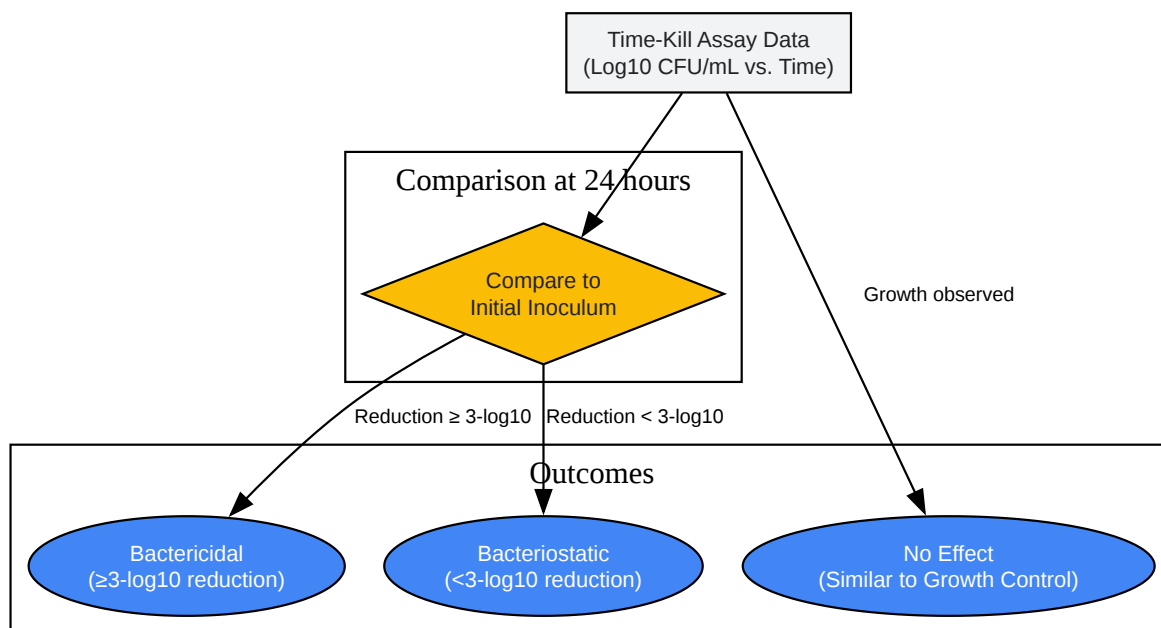 Time-Kill Assay Data
(Log10 CFU/mL vs. Time)
Comparison at 24 hours
Compare to
Initial Inoculum
Growth observed
Reduction ≥ 3-log10
Reduction < 3-log10
Outcomes
Bactericidal
(≥3-log10 reduction)
Bacteriostatic
(<3-log10 reduction)
No Effect
(Similar to Growth Control)